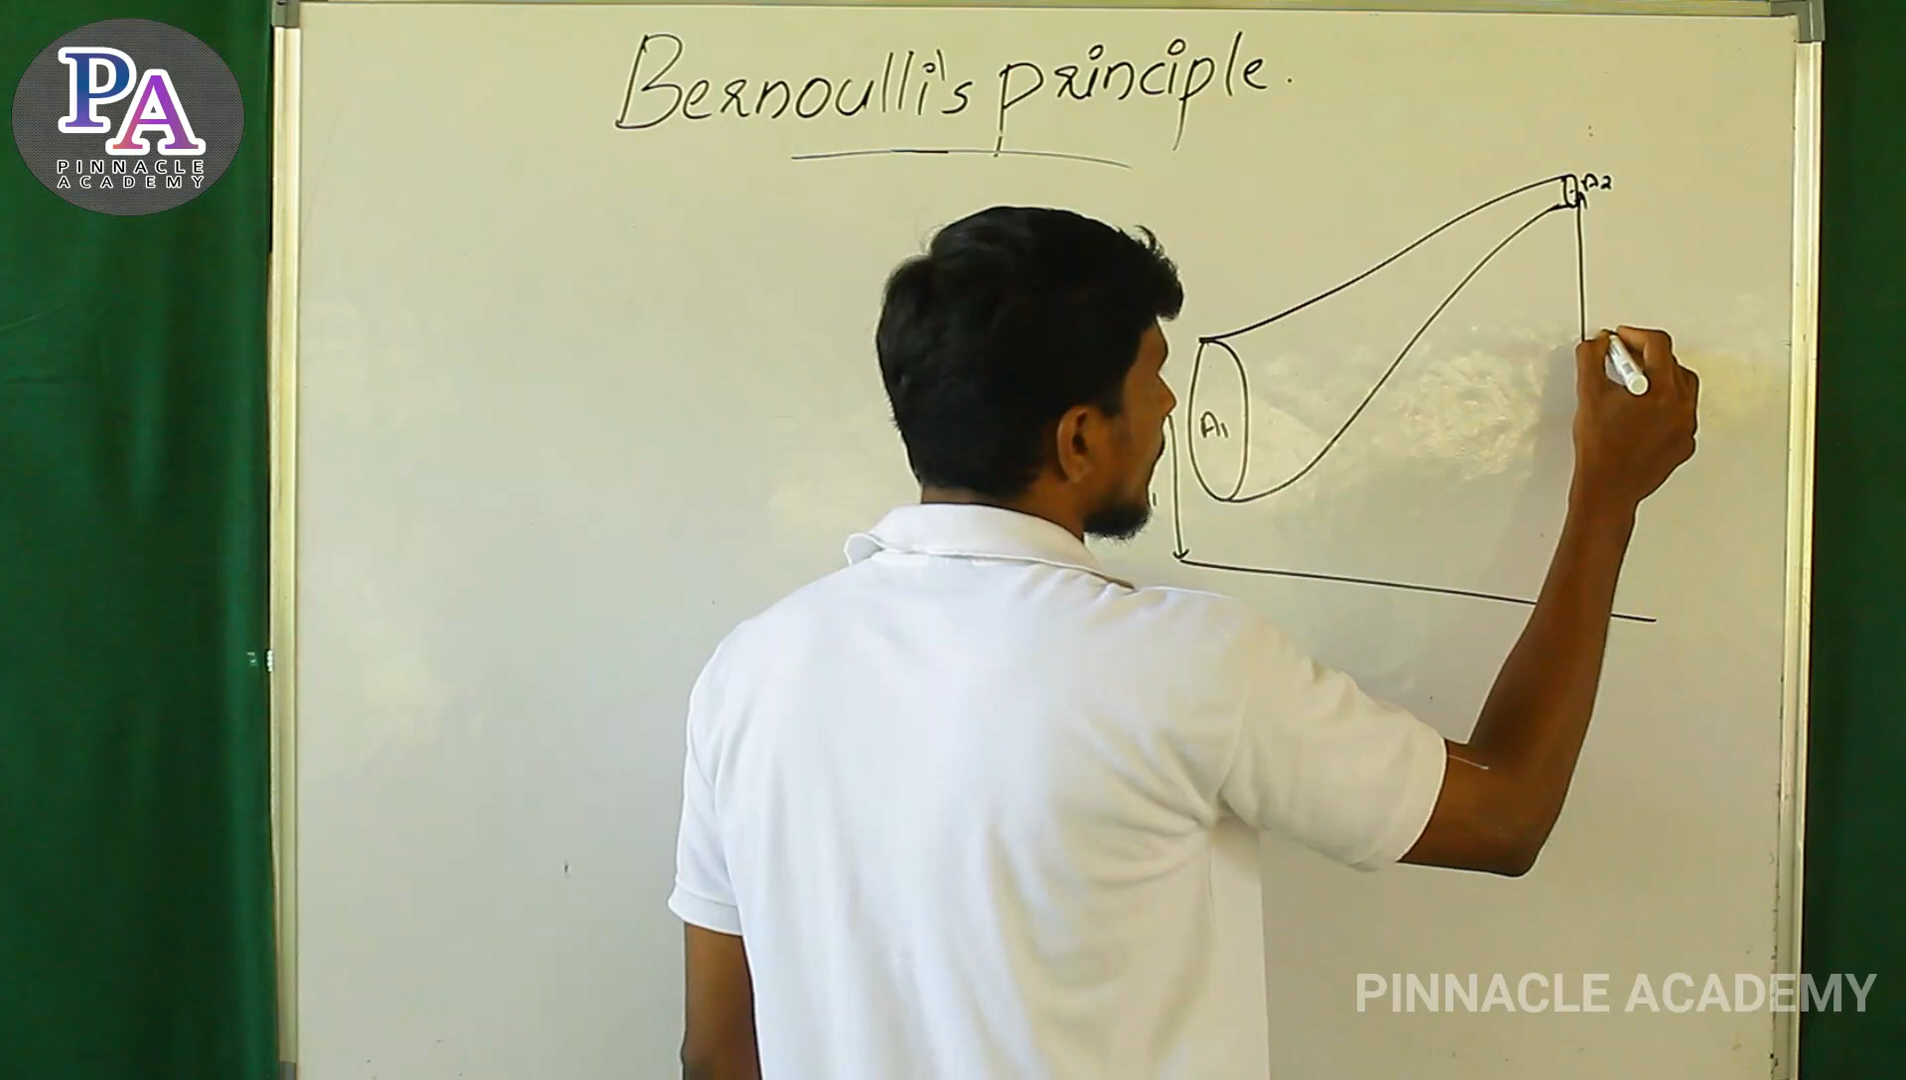 PA
PINNACLE
ACADEMY
Bernoulli's principle.
A2
A1
PINNACLE ACADEMY